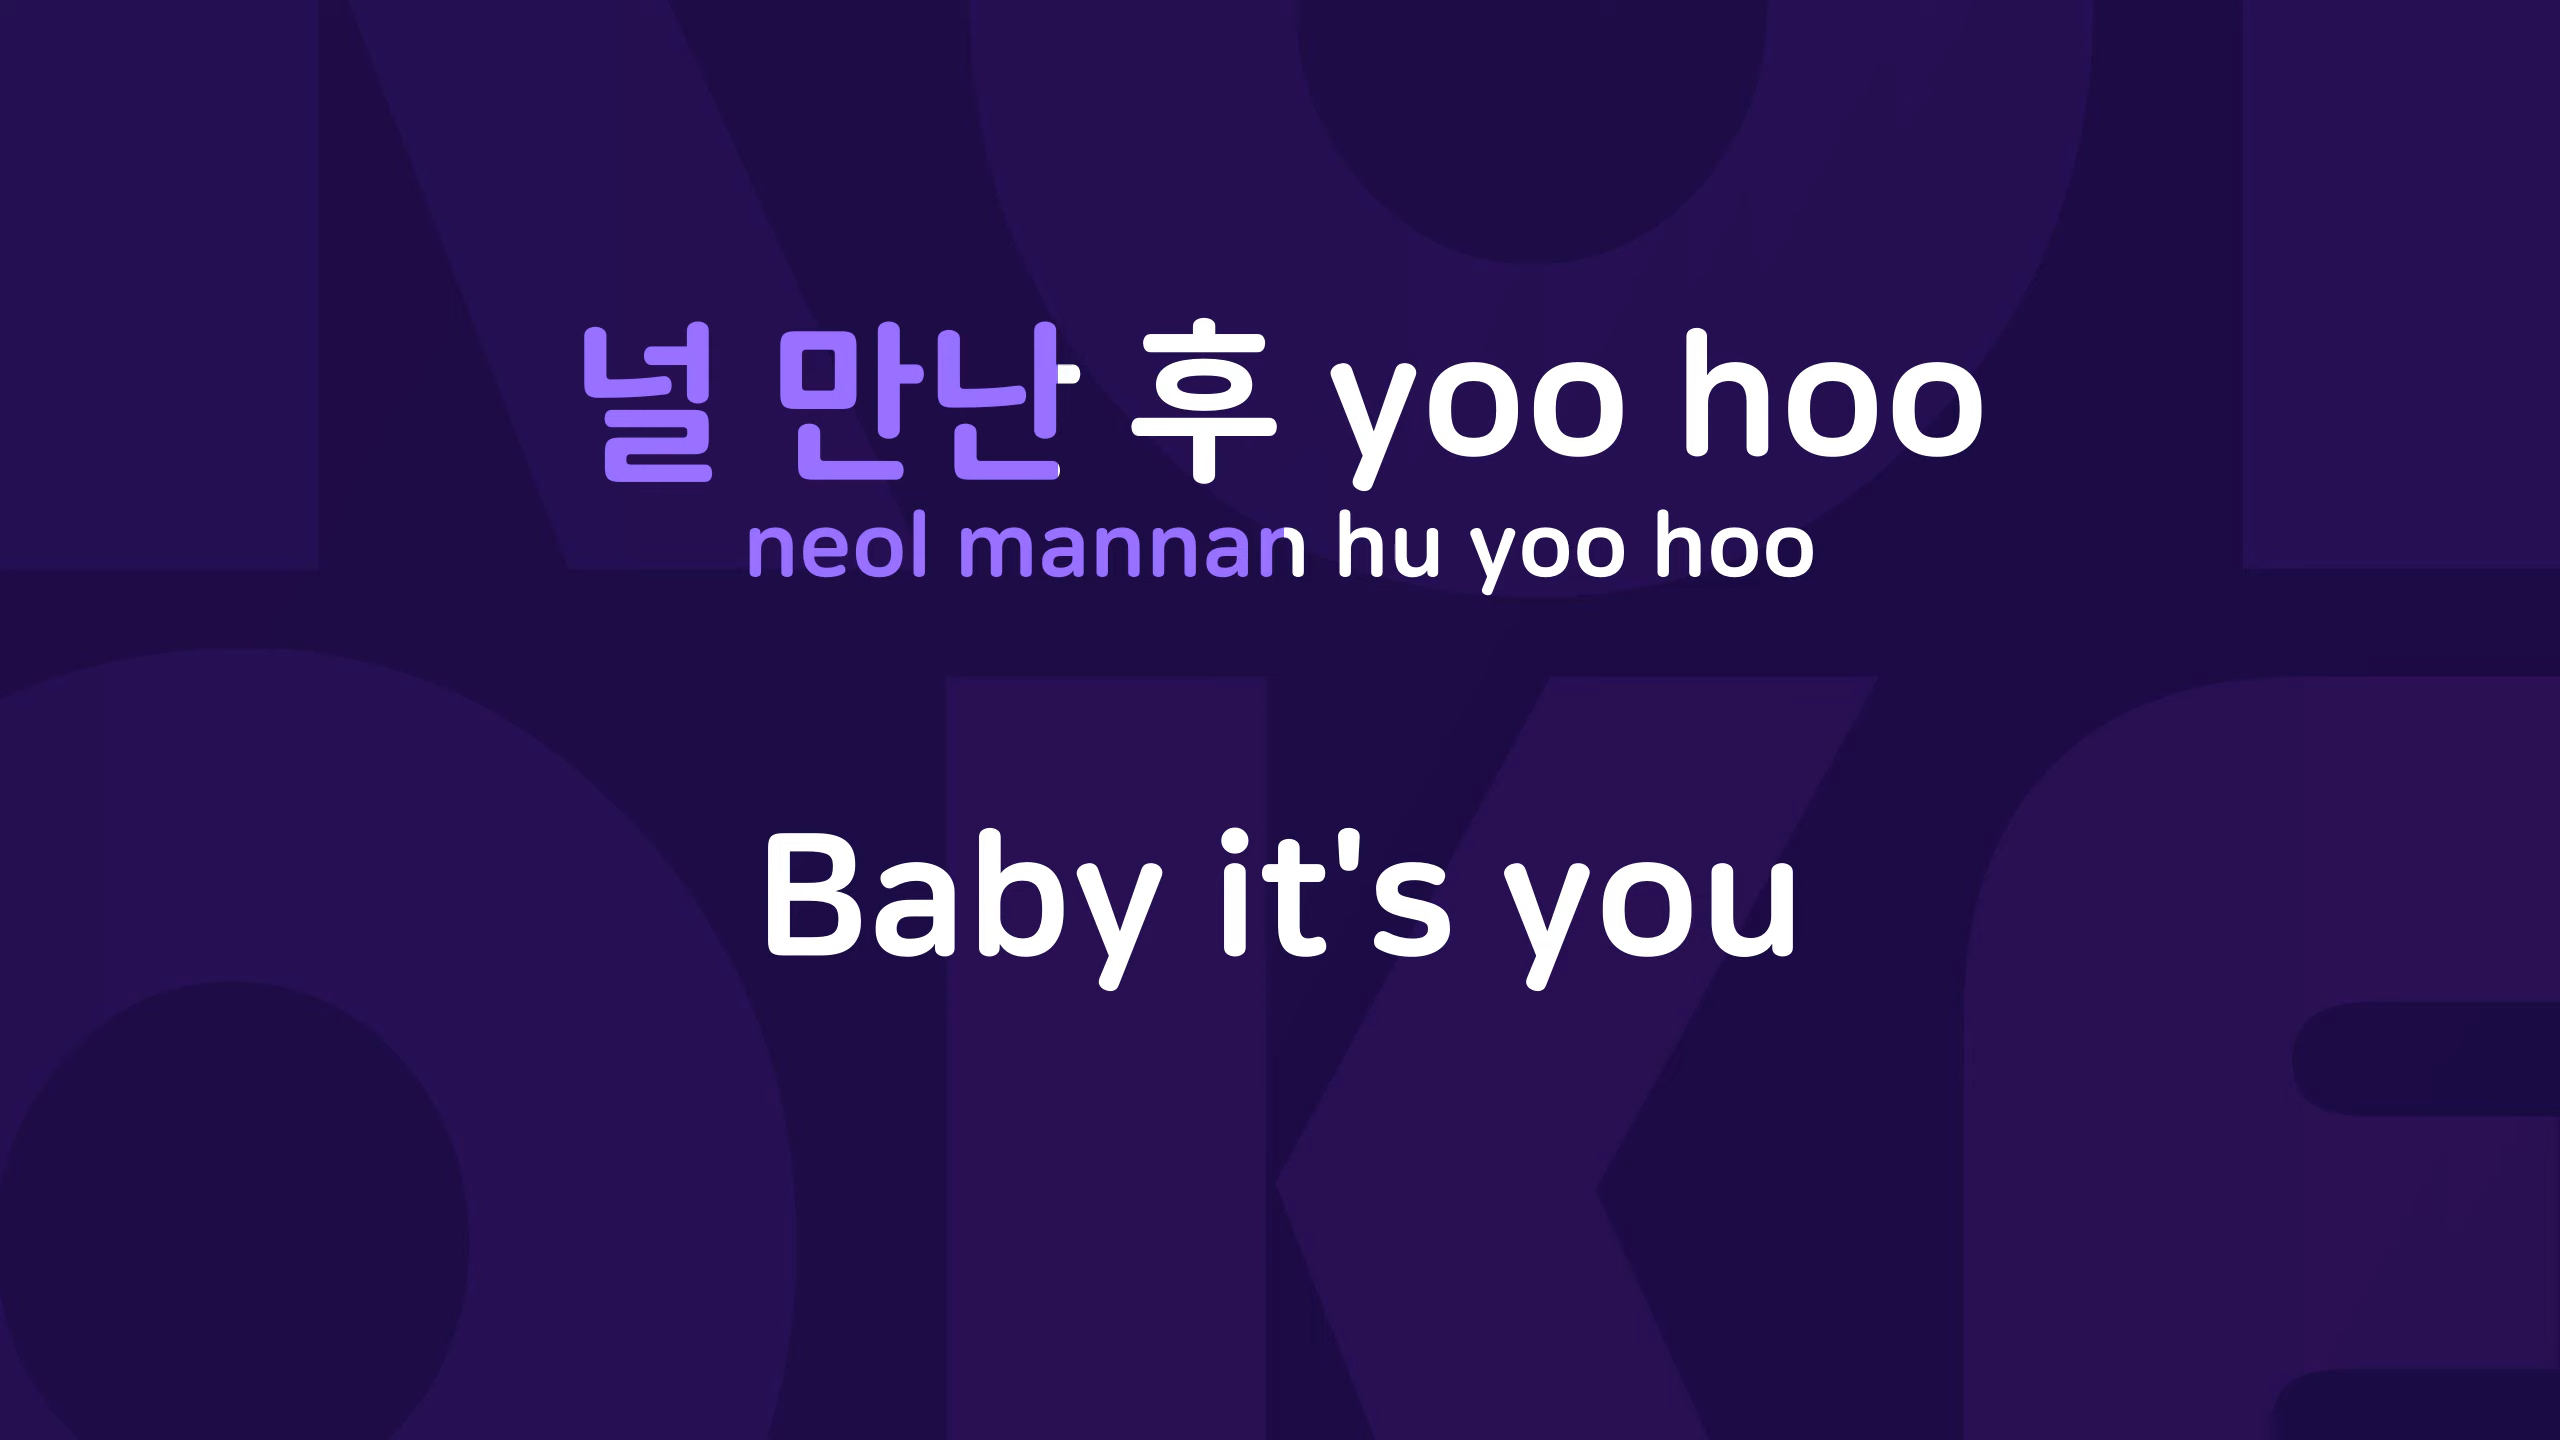 널 만난 후 yoo hoo
neol mannan hu yoo hoo
Baby it's you